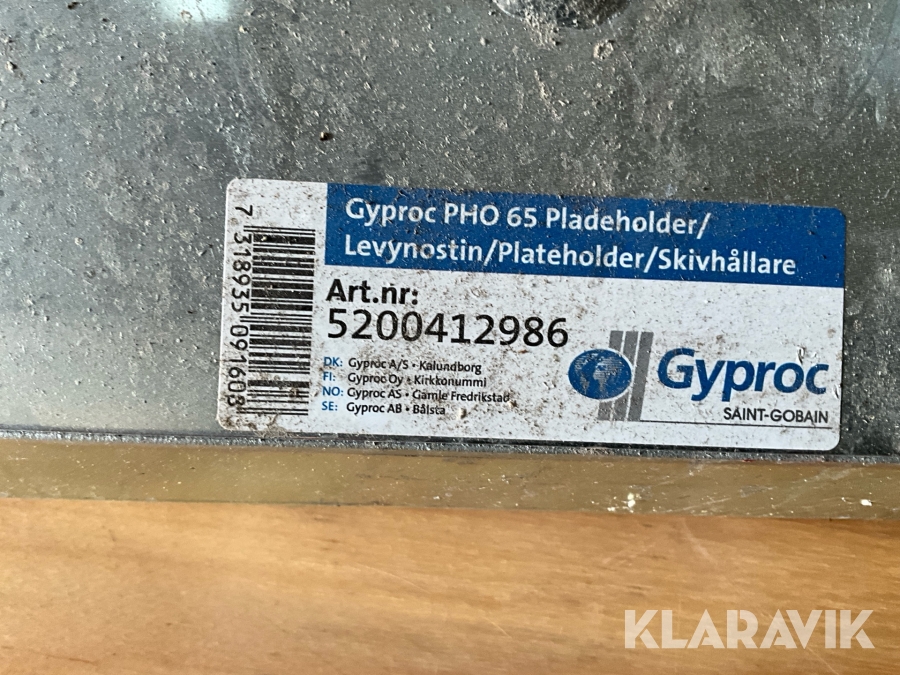 Gyproc PHO 65 Pladeholder/
Levynostin/Plateholder/Skivhållare
Art.nr:
5200412986
DK: Gyproc A/S • Kalundborg
FI: Gyproc Oy • Kirkkonummi
NO: Gyproc AS • Gamle Fredrikstad
SE: Gyproc AB • Bålsta
7 318935 091603
Gyproc
SAINT-GOBAIN
KLARAVIK